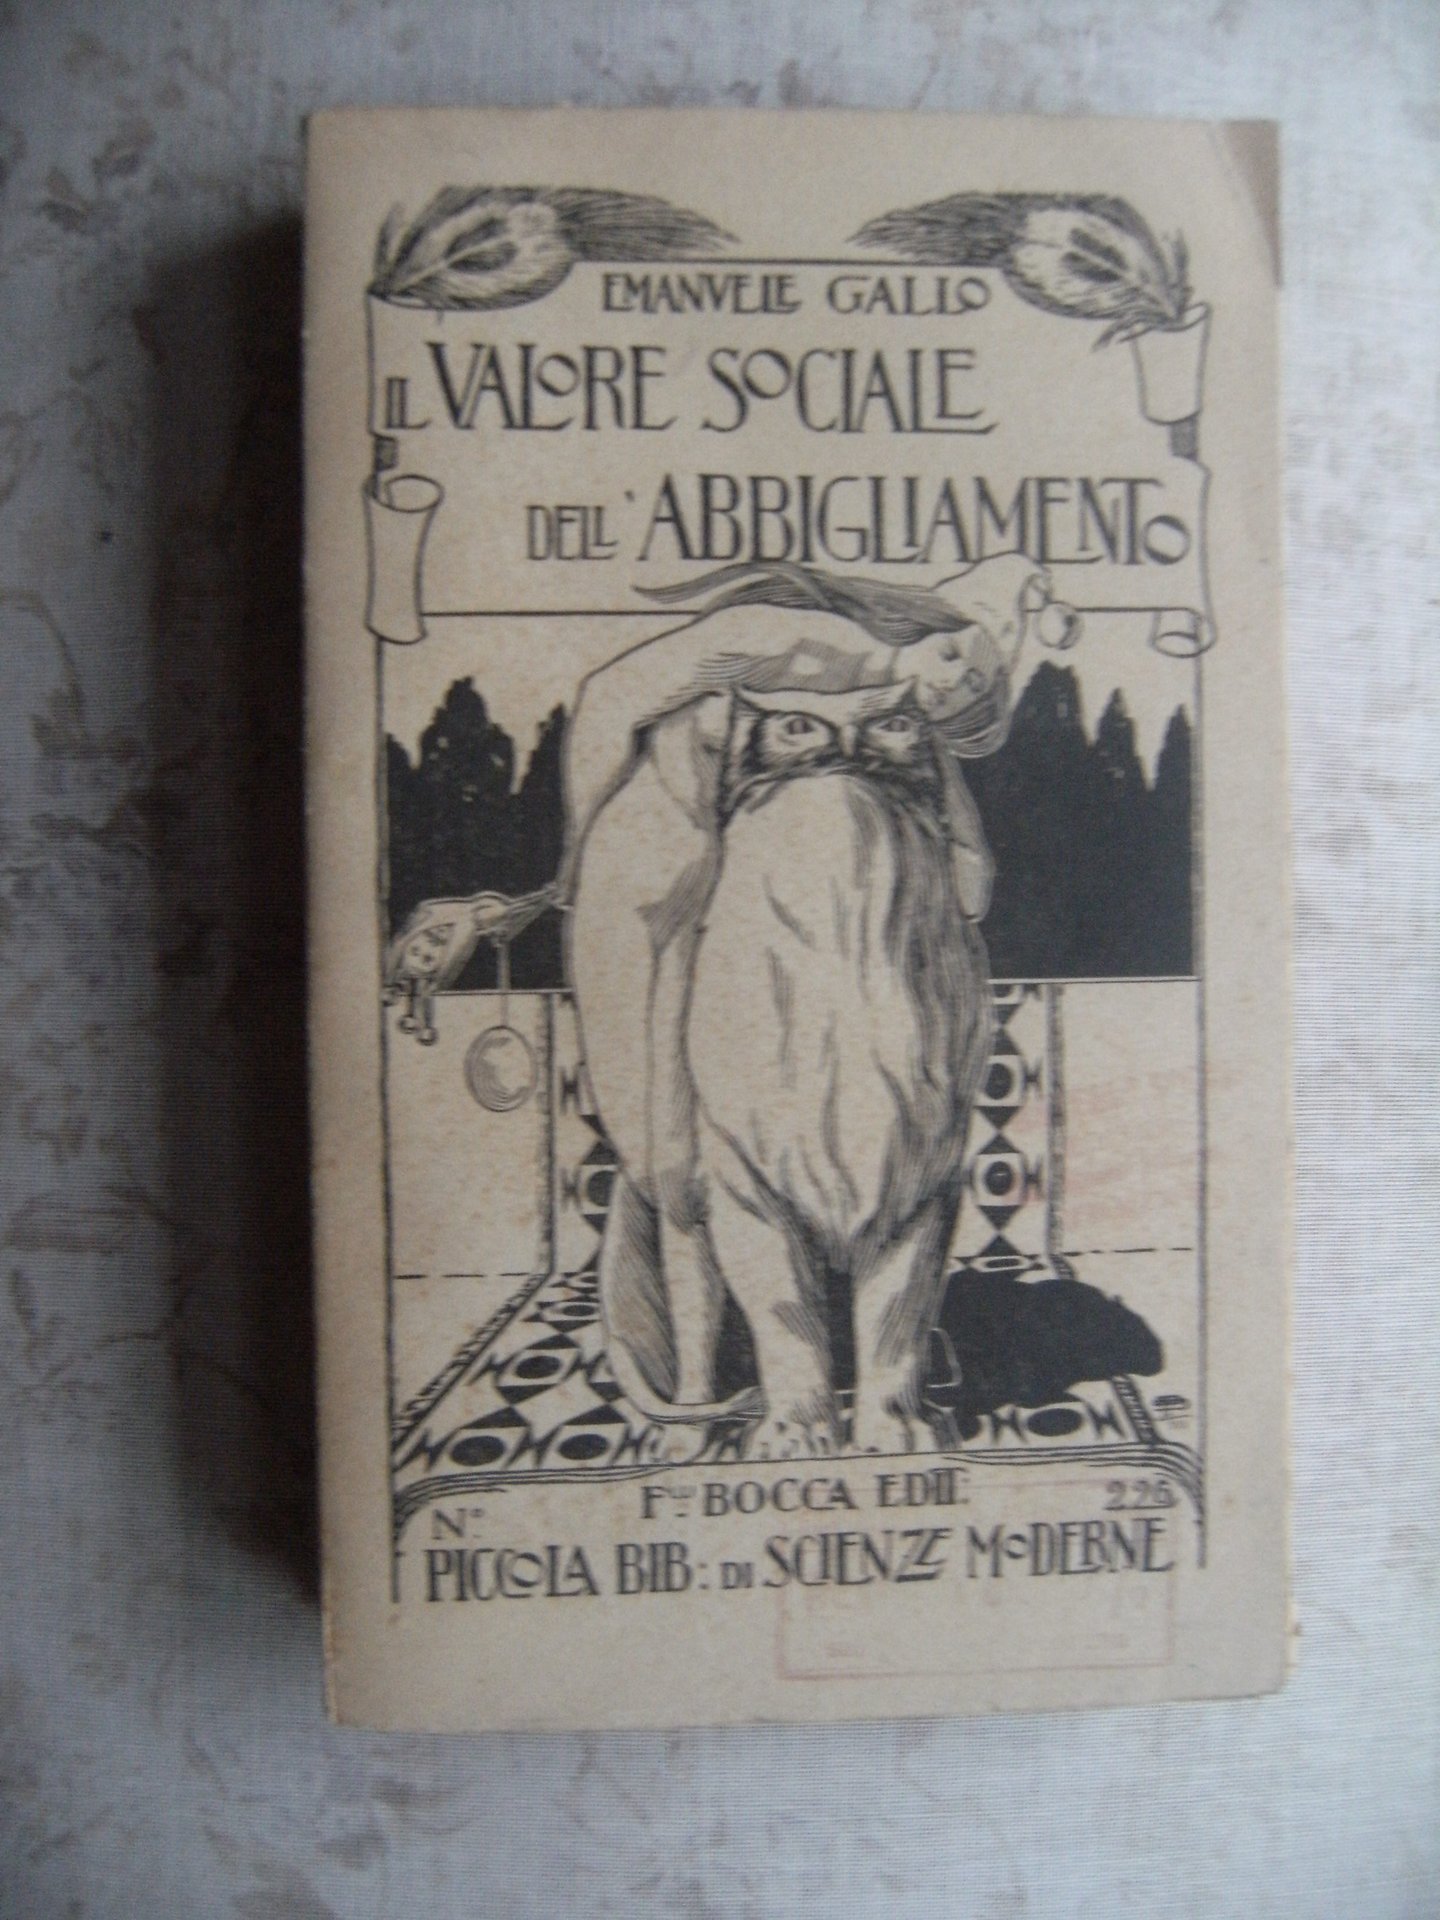 EMANVELE GALLO
IL VALORE SOCIALE
DELL'ABBIGLIAMENTO
F.lli BOCCA EDIT:
N.o 226
PICCOLA BIB: DI SCIENZE MODERNE